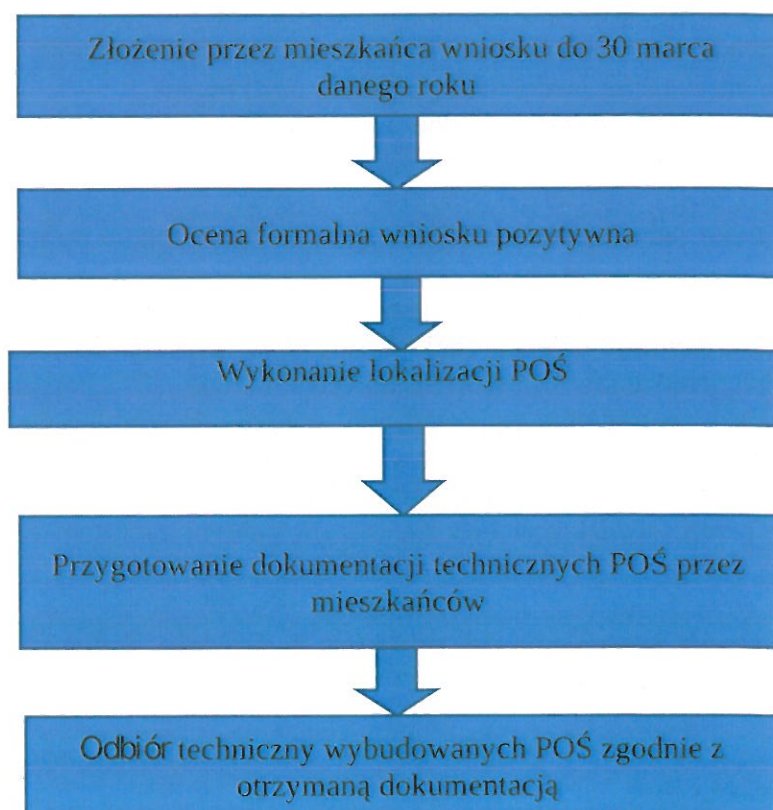 Złożenie przez mieszkańca wniosku do 30 marca
danego roku
Ocena formalna wniosku pozytywna
Wykonanie lokalizacji POŚ
Przygotowanie dokumentacji technicznych POŚ przez
mieszkańców
Odbiór techniczny wybudowanych POŚ zgodnie z
otrzymaną dokumentacją